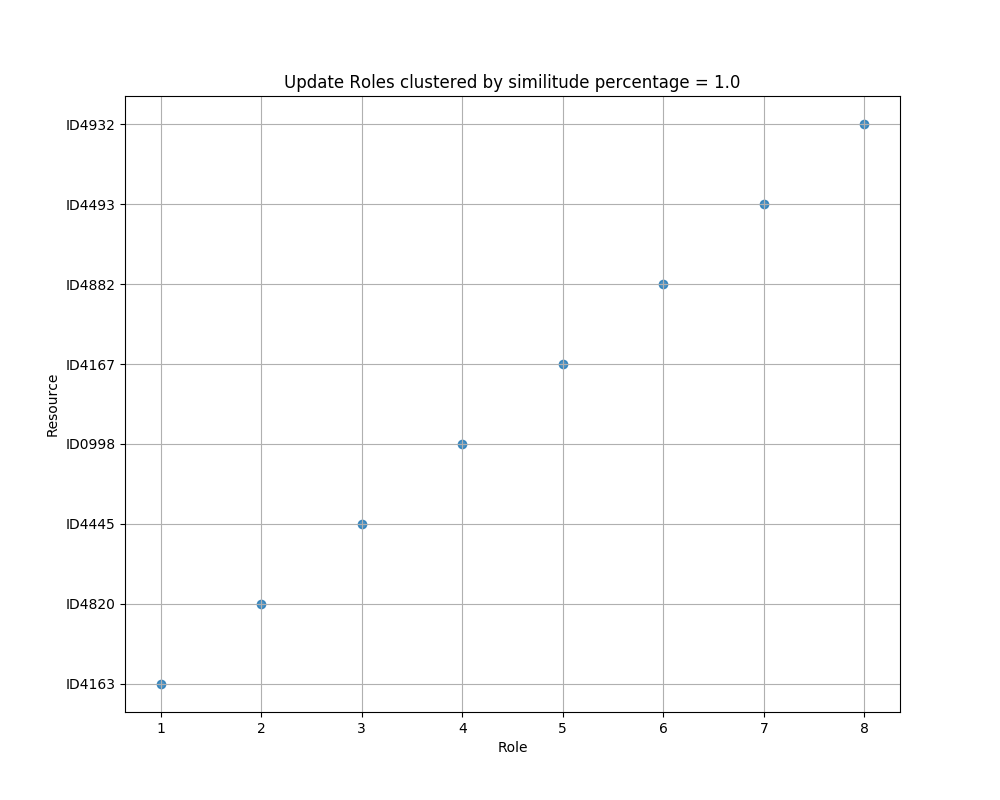 Update Roles clustered by similitude percentage = 1.0
ID4932
ID4493
ID4882
ID4167
Resource
ID0998
ID4445
ID4820
ID4163
1 2 3 4 5 6 7 8
Role